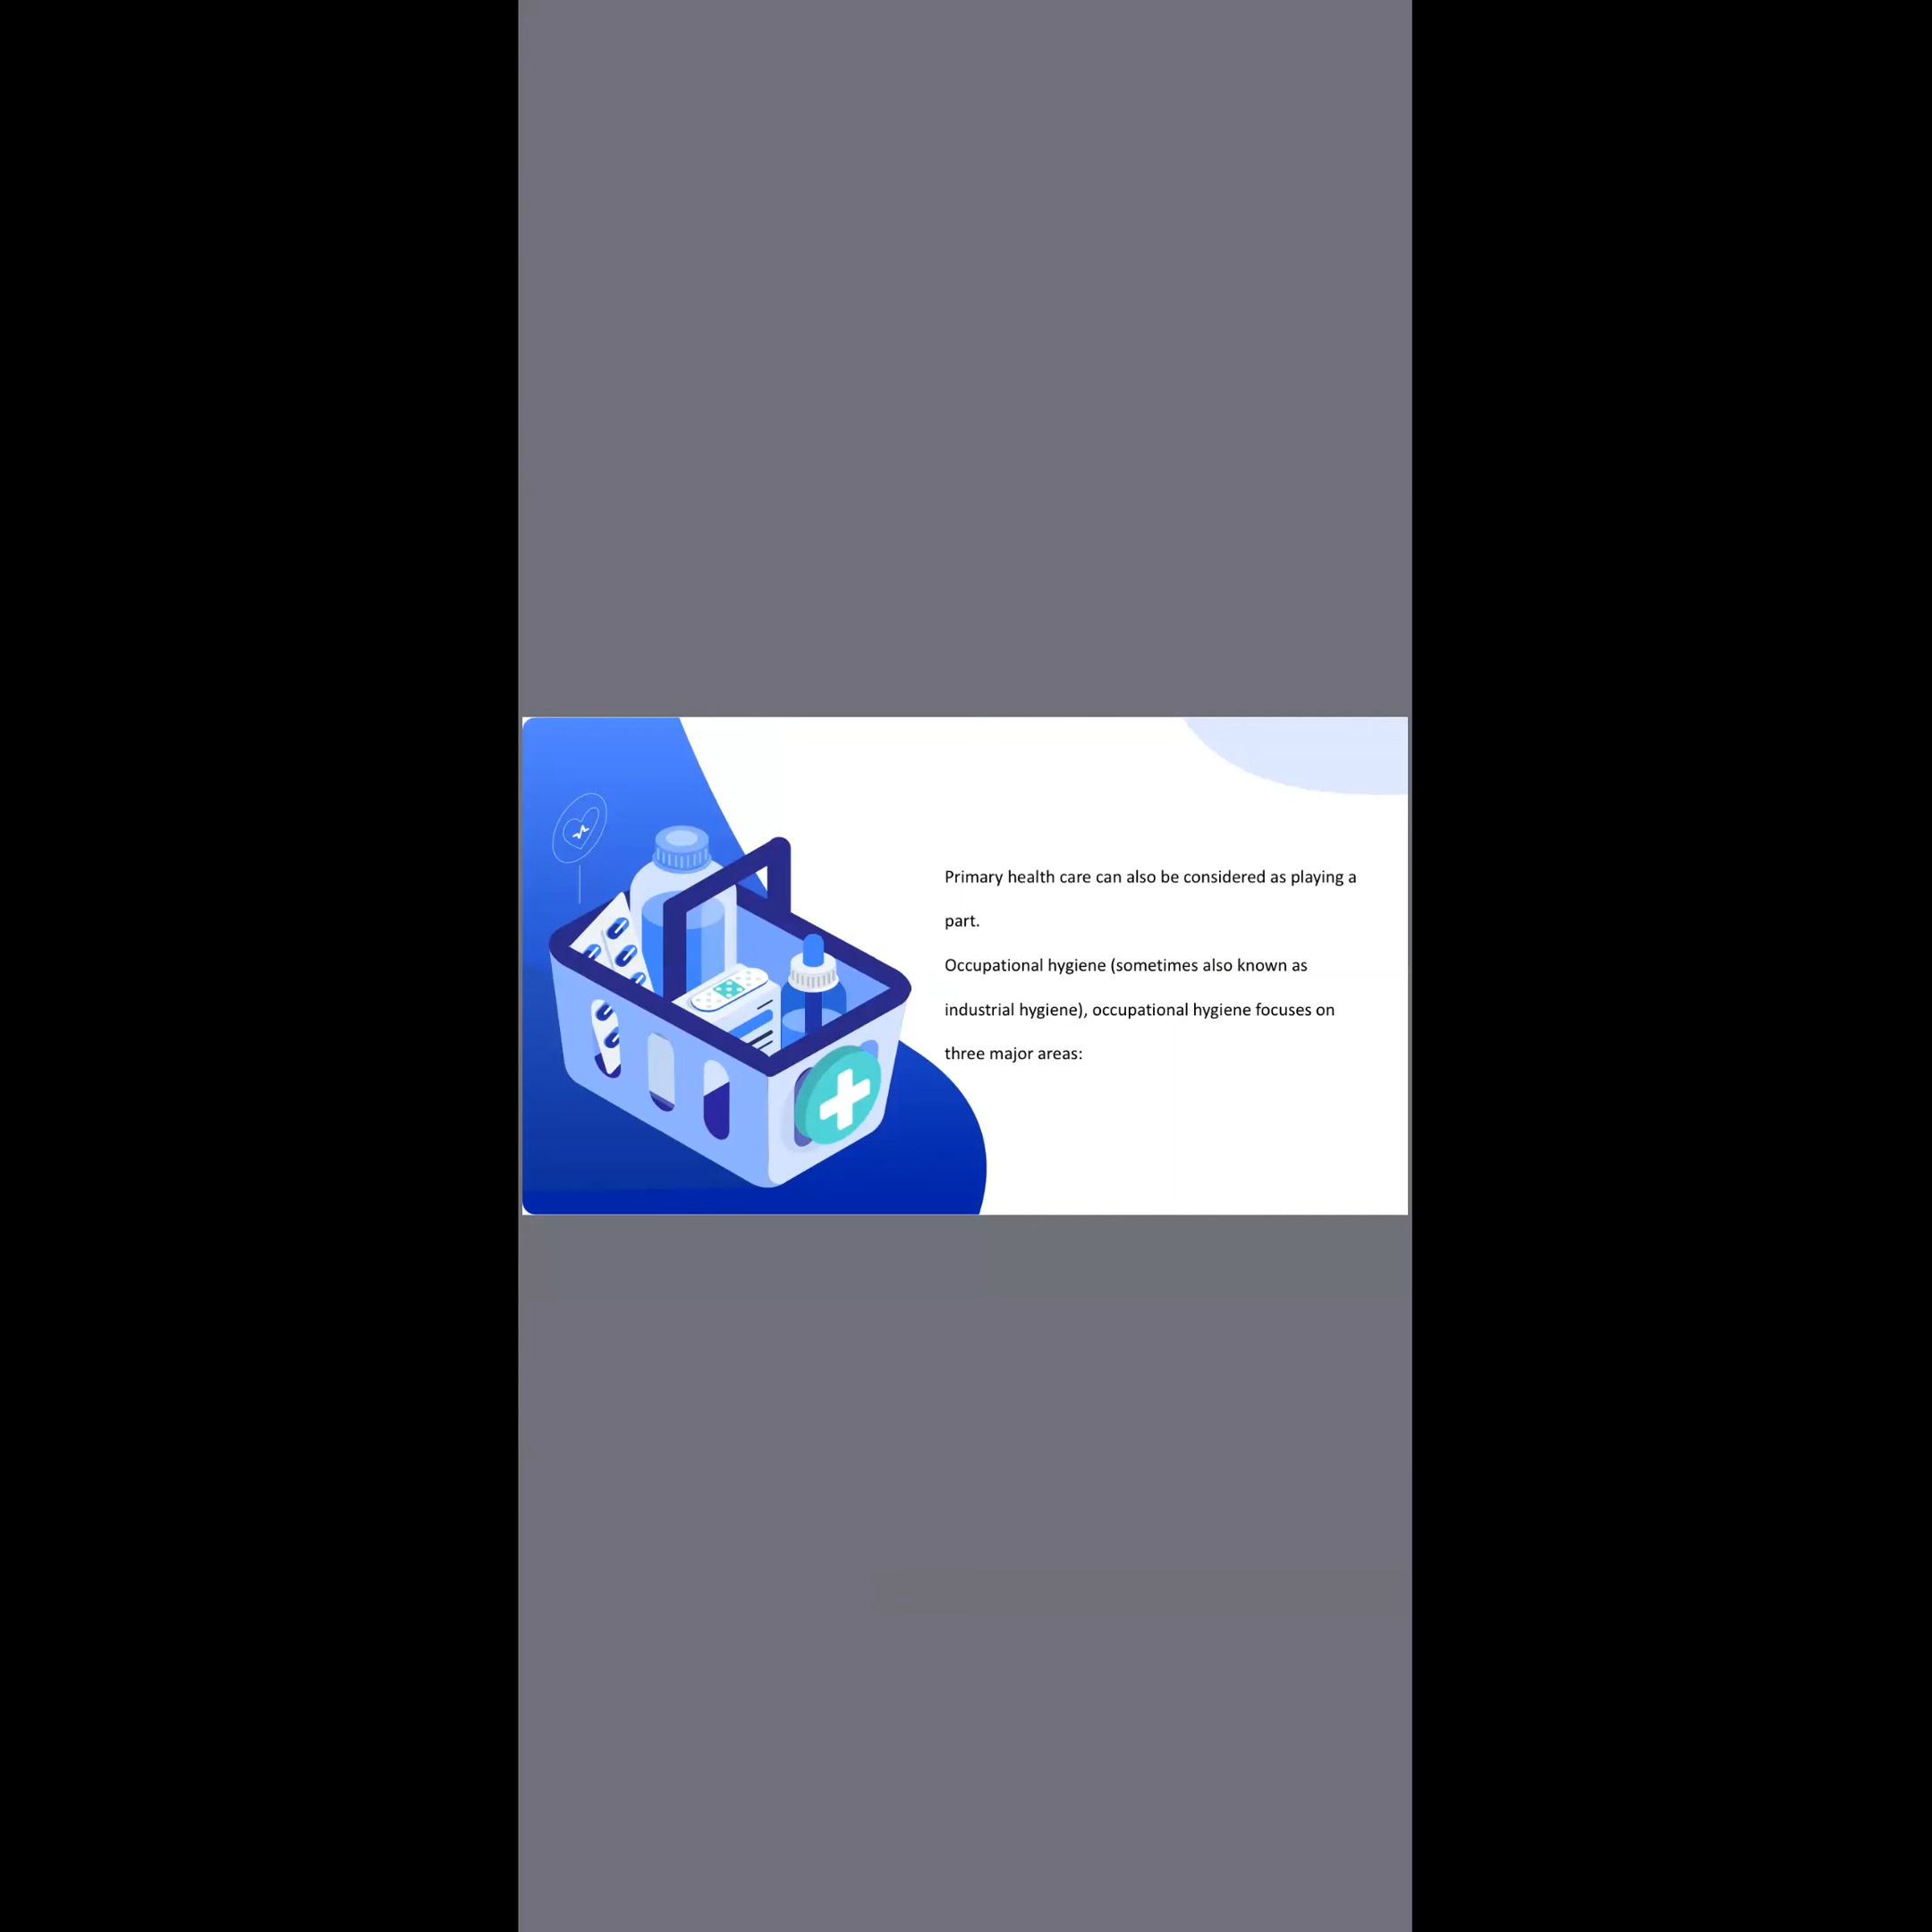 Primary health care can also be considered as playing a
part.
Occupational hygiene (sometimes also known as
industrial hygiene), occupational hygiene focuses on
three major areas: